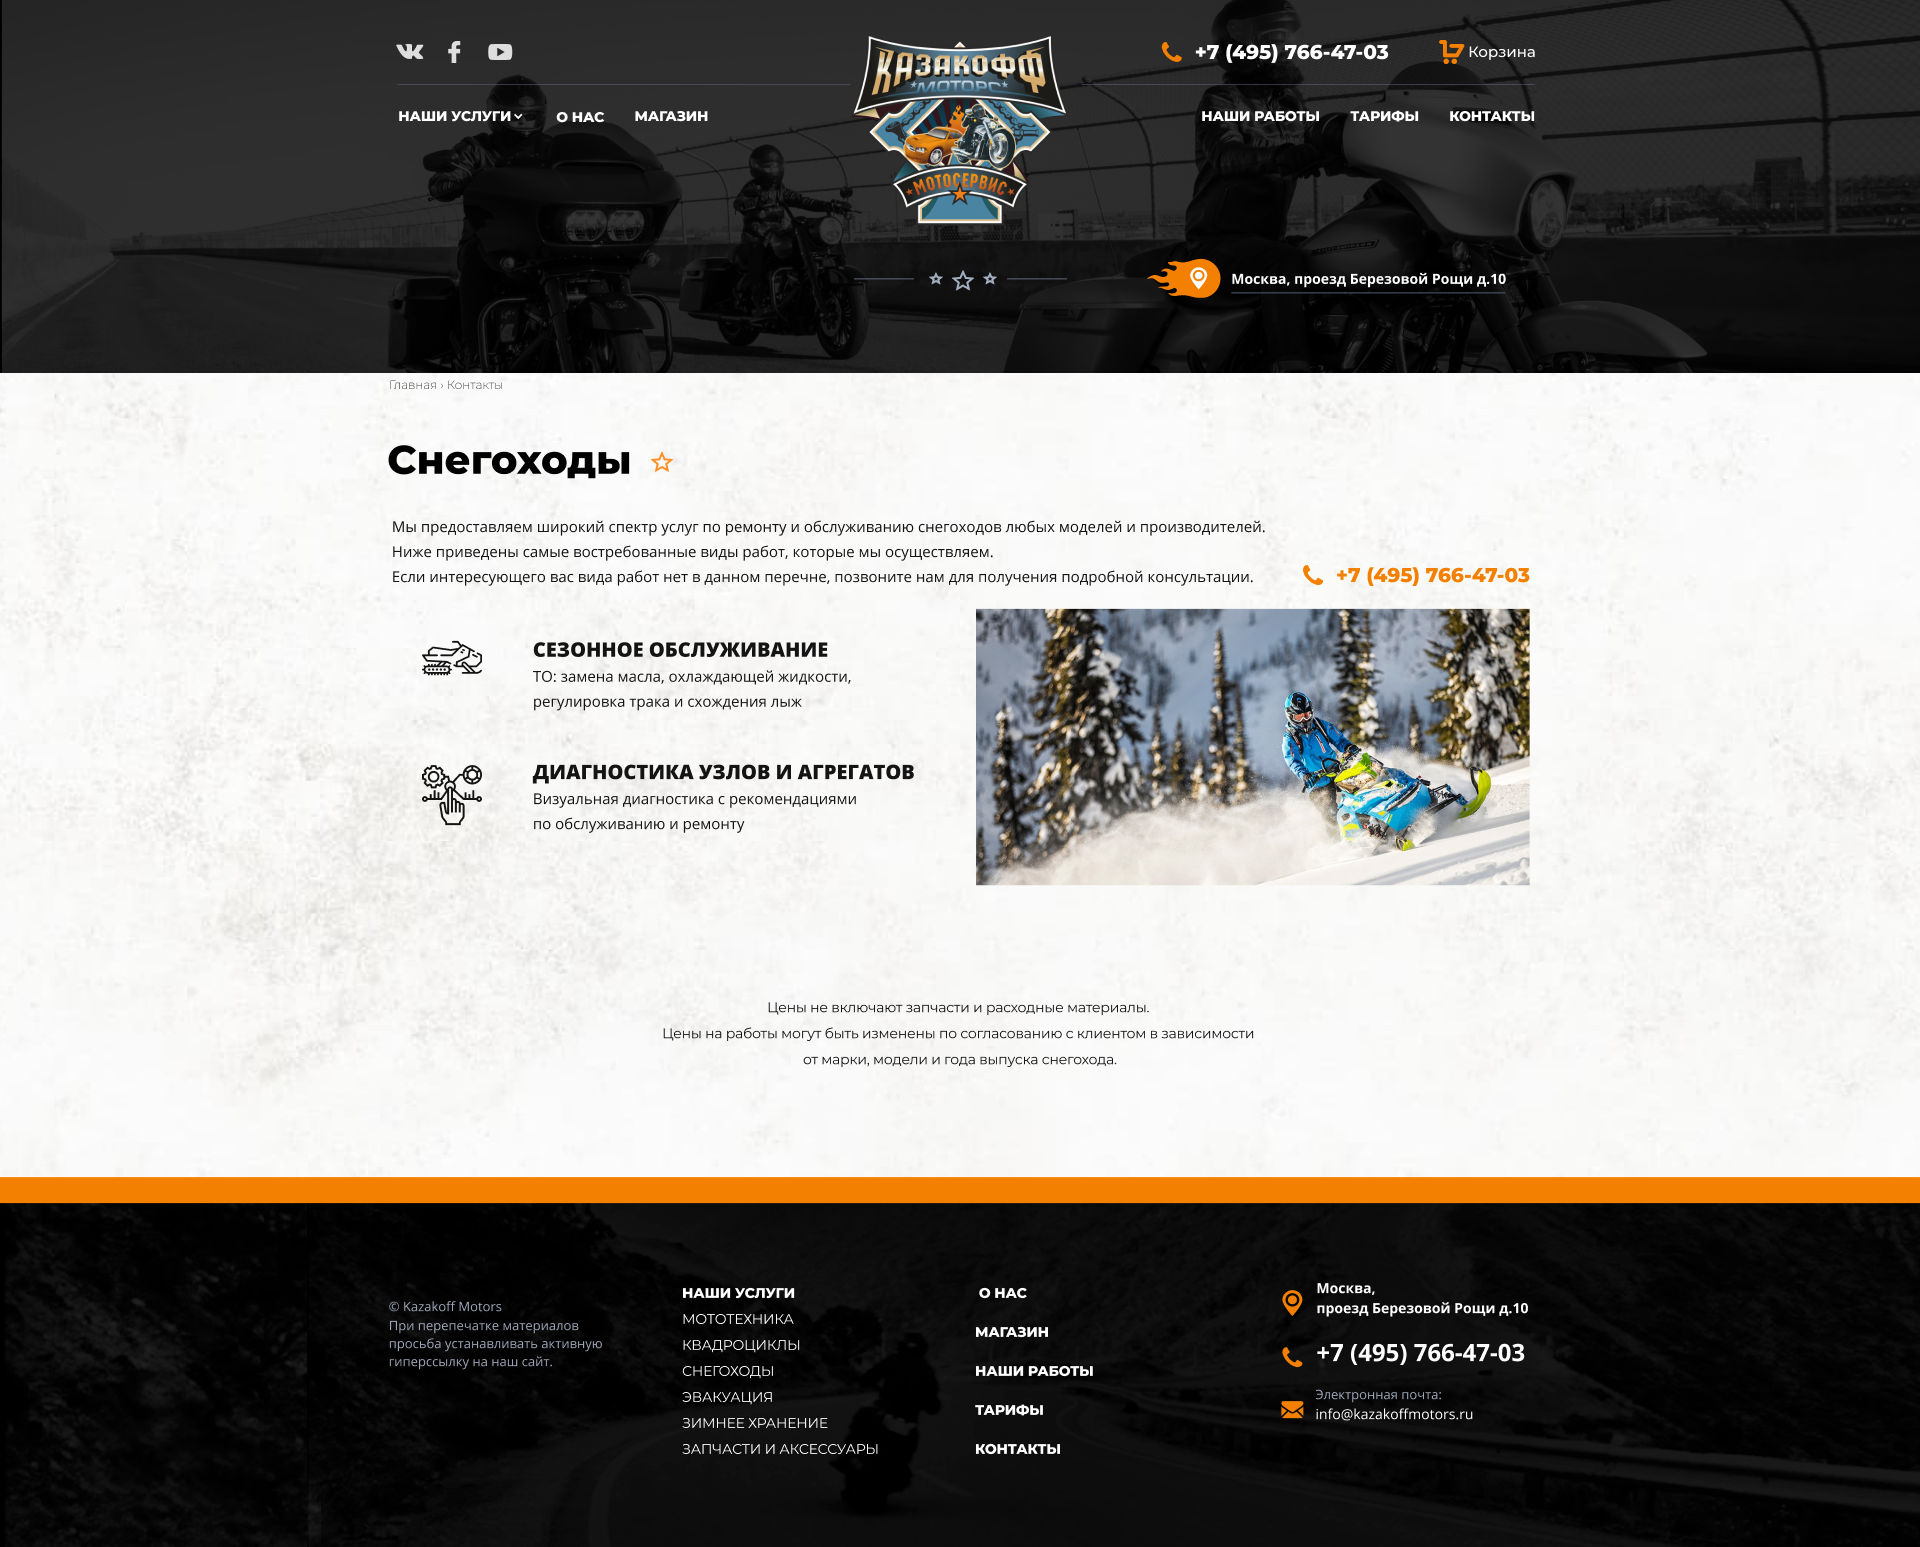 +7 (495) 766-47-03
Корзина
КАЗАКОФФ
МОТОРС
МОТОСЕРВИС
НАШИ УСЛУГИ
О НАС
МАГАЗИН
НАШИ РАБОТЫ
ТАРИФЫ
КОНТАКТЫ
Москва, проезд Березовой Рощи д.10
Главная › Контакты
Снегоходы
Мы предоставляем широкий спектр услуг по ремонту и обслуживанию снегоходов любых моделей и производителей.
Ниже приведены самые востребованные виды работ, которые мы осуществляем.
Если интересующего вас вида работ нет в данном перечне, позвоните нам для получения подробной консультации.
+7 (495) 766-47-03
СЕЗОННОЕ ОБСЛУЖИВАНИЕ
ТО: замена масла, охлаждающей жидкости,
регулировка трака и схождения лыж
ДИАГНОСТИКА УЗЛОВ И АГРЕГАТОВ
Визуальная диагностика с рекомендациями
по обслуживанию и ремонту
Цены не включают запчасти и расходные материалы.
Цены на работы могут быть изменены по согласованию с клиентом в зависимости
от марки, модели и года выпуска снегохода.
© Kazakoff Motors
При перепечатке материалов
просьба устанавливать активную
гиперссылку на наш сайт.
НАШИ УСЛУГИ
МОТОТЕХНИКА
КВАДРОЦИКЛЫ
СНЕГОХОДЫ
ЭВАКУАЦИЯ
ЗИМНЕЕ ХРАНЕНИЕ
ЗАПЧАСТИ И АКСЕССУАРЫ
О НАС
МАГАЗИН
НАШИ РАБОТЫ
ТАРИФЫ
КОНТАКТЫ
Москва,
проезд Березовой Рощи д.10
+7 (495) 766-47-03
Электронная почта:
info@kazakoffmotors.ru